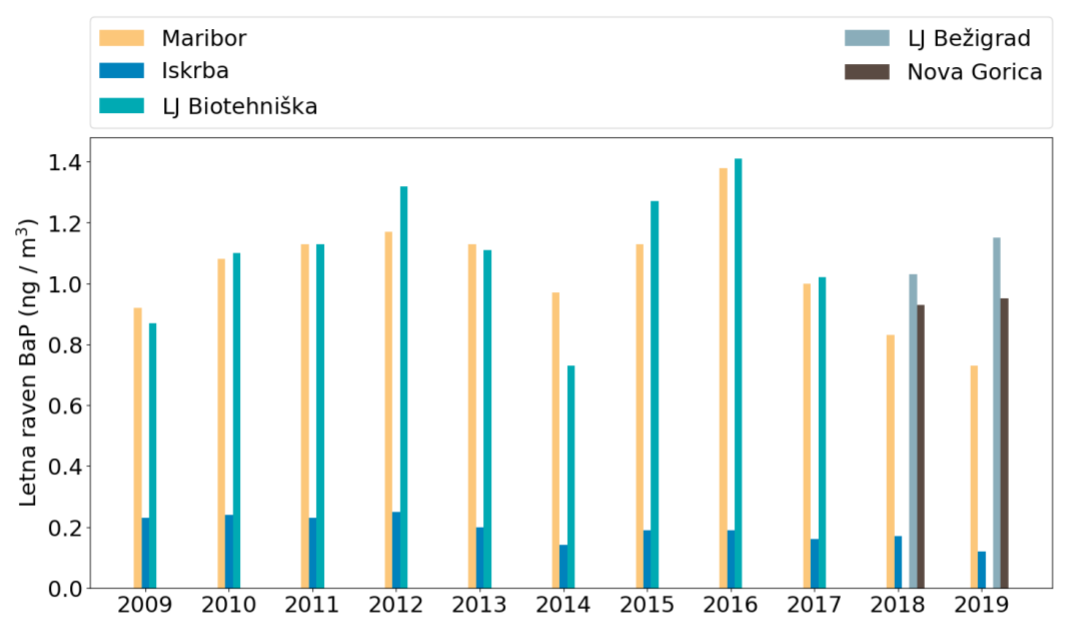 Maribor
Iskrba
LJ Biotehniška
LJ Bežigrad
Nova Gorica
Letna raven BaP (ng / m³)
1.4
1.2
1.0
0.8
0.6
0.4
0.2
0.0
2009 2010 2011 2012 2013 2014 2015 2016 2017 2018 2019